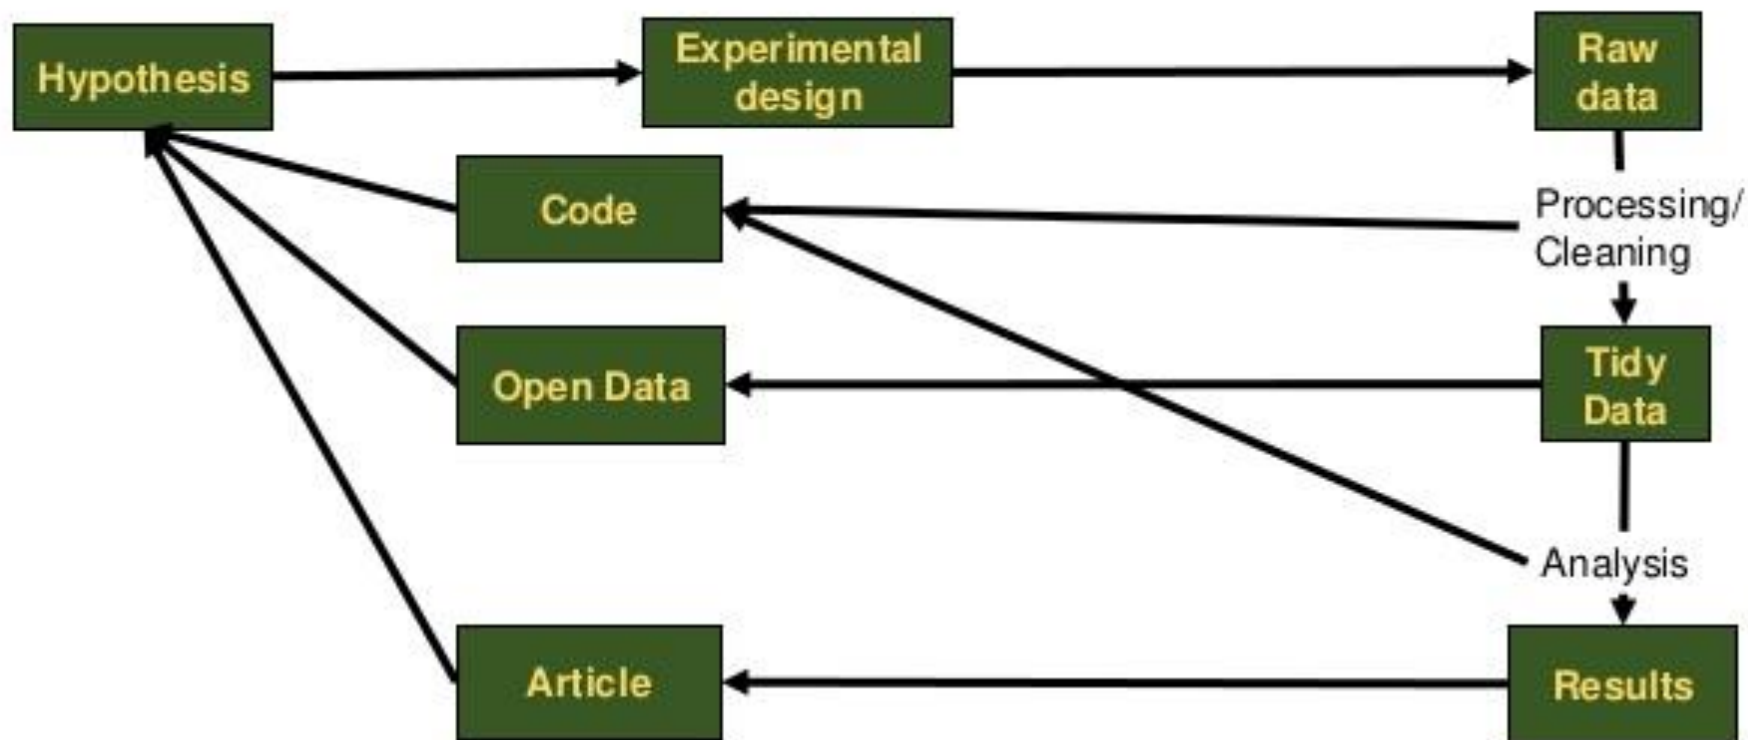 Hypothesis
Experimental
design
Raw
data
Code
Processing/
Cleaning
Open Data
Tidy
Data
Analysis
Article
Results